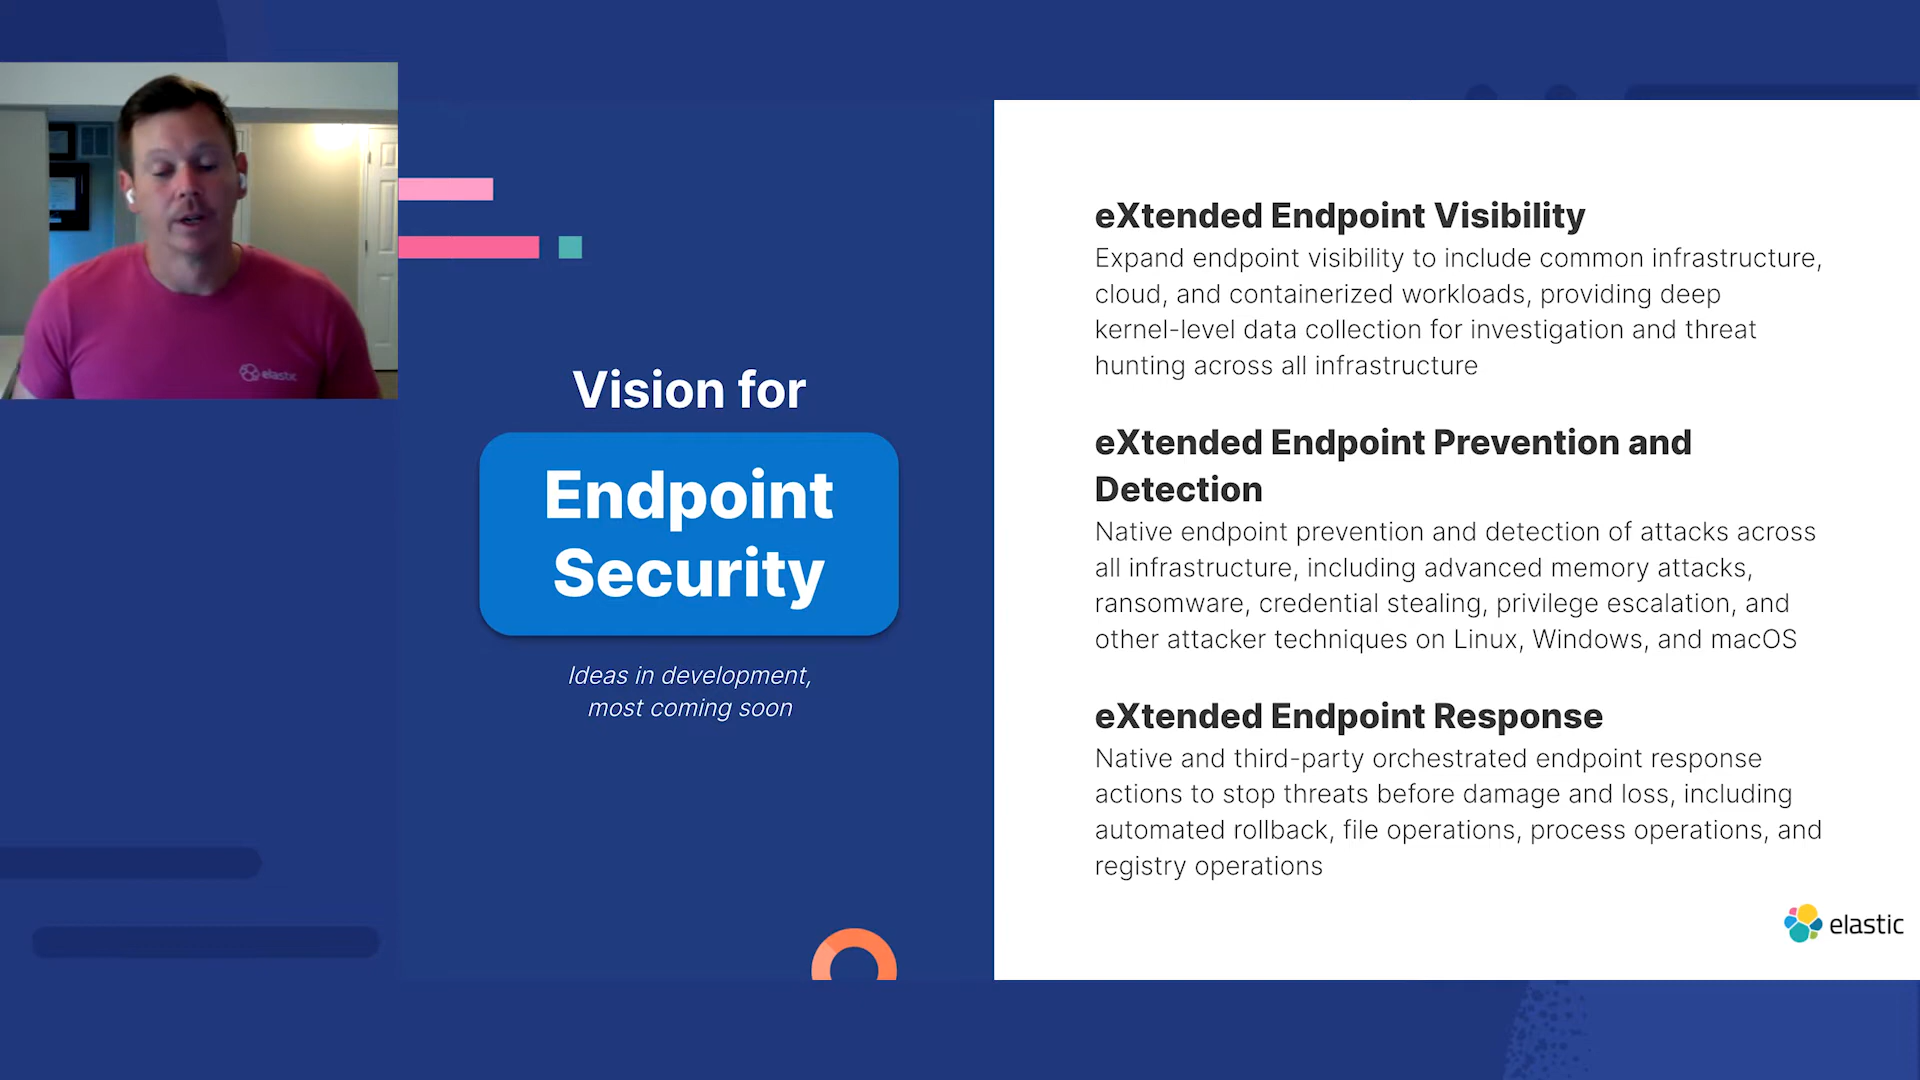 elastic
Vision for
Endpoint
Security
Ideas in development,
most coming soon
eXtended Endpoint Visibility
Expand endpoint visibility to include common infrastructure,
cloud, and containerized workloads, providing deep
kernel-level data collection for investigation and threat
hunting across all infrastructure
eXtended Endpoint Prevention and
Detection
Native endpoint prevention and detection of attacks across
all infrastructure, including advanced memory attacks,
ransomware, credential stealing, privilege escalation, and
other attacker techniques on Linux, Windows, and macOS
eXtended Endpoint Response
Native and third-party orchestrated endpoint response
actions to stop threats before damage and loss, including
automated rollback, file operations, process operations, and
registry operations
elastic